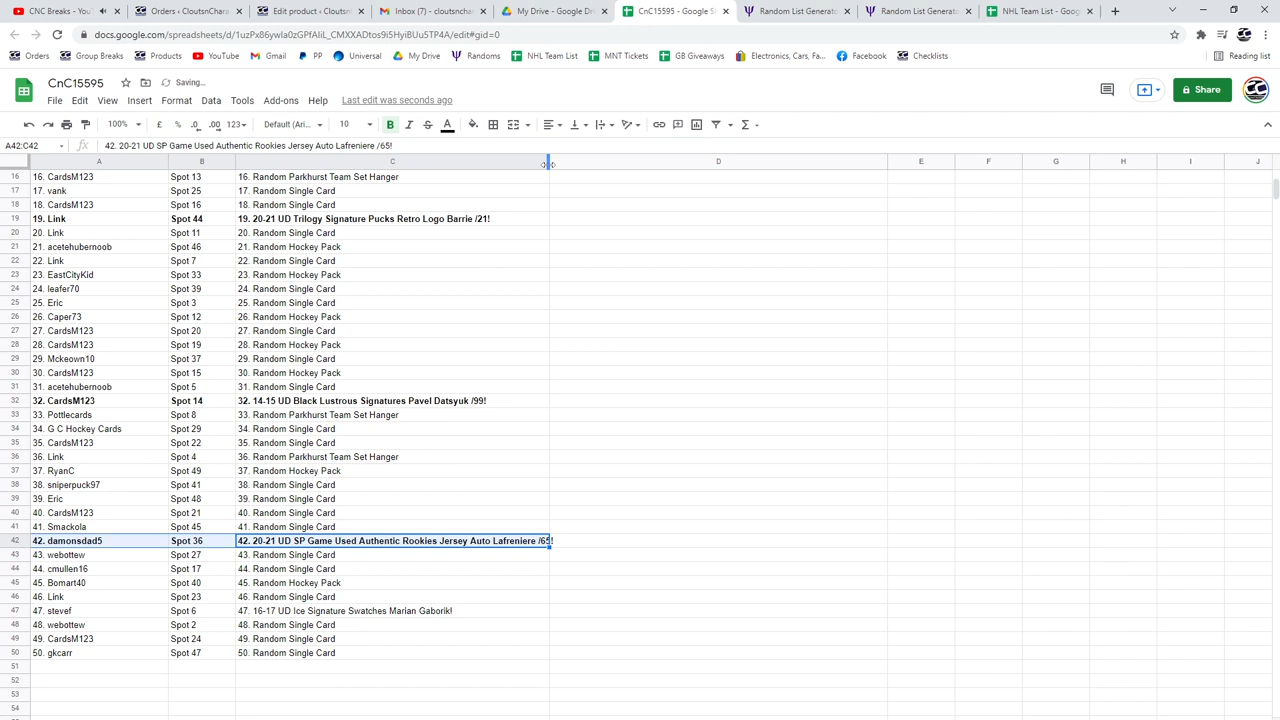 CNC Breaks - You
Orders ‹ CloutsnChara
Edit product ‹ Cloutsn
Inbox (7) - cloutsnchar
My Drive - Google Dri
CnC15595 - Google Sh
Random List Generato
Random List Generato
NHL Team List - Goog
docs.google.com/spreadsheets/d/
/edit#gid=0
Orders
Group Breaks
Products
YouTube
Gmail
PP
Universal
My Drive
Randoms
NHL Team List
MNT Tickets
GB Giveaways
Electronics, Cars, Fa...
Facebook
Checklists
Reading list
CnC15595
Saving...
File Edit View Insert Format Data Tools Add-ons Help Last edit was seconds ago
Share
100% £ % .0 .00 123 Default (Ari... 10 B I S A
A42:C42 fx 42. 20-21 UD SP Game Used Authentic Rookies Jersey Auto Lafreniere /65!
A B C D E F G H I J
16 16. CardsM123 Spot 13 16. Random Parkhurst Team Set Hanger
17 17. vank Spot 25 17. Random Single Card
18 18. CardsM123 Spot 16 18. Random Single Card
19 19. Link Spot 44 19. 20-21 UD Trilogy Signature Pucks Retro Logo Barrie /21!
20 20. Link Spot 11 20. Random Single Card
21 21. acetehubernoob Spot 46 21. Random Hockey Pack
22 22. Link Spot 7 22. Random Single Card
23 23. EastCityKid Spot 33 23. Random Hockey Pack
24 24. leafer70 Spot 39 24. Random Single Card
25 25. Eric Spot 3 25. Random Single Card
26 26. Caper73 Spot 12 26. Random Hockey Pack
27 27. CardsM123 Spot 20 27. Random Single Card
28 28. CardsM123 Spot 19 28. Random Hockey Pack
29 29. Mckeown10 Spot 37 29. Random Single Card
30 30. CardsM123 Spot 15 30. Random Hockey Pack
31 31. acetehubernoob Spot 5 31. Random Single Card
32 32. CardsM123 Spot 14 32. 14-15 UD Black Lustrous Signatures Pavel Datsyuk /99!
33 33. Pottlecards Spot 8 33. Random Parkhurst Team Set Hanger
34 34. G C Hockey Cards Spot 29 34. Random Single Card
35 35. CardsM123 Spot 22 35. Random Single Card
36 36. Link Spot 4 36. Random Parkhurst Team Set Hanger
37 37. RyanC Spot 49 37. Random Hockey Pack
38 38. sniperpuck97 Spot 41 38. Random Single Card
39 39. Eric Spot 48 39. Random Single Card
40 40. CardsM123 Spot 21 40. Random Single Card
41 41. Smackola Spot 45 41. Random Single Card
42 42. damonsdad5 Spot 36 42. 20-21 UD SP Game Used Authentic Rookies Jersey Auto Lafreniere /65!
43 43. webottew Spot 27 43. Random Single Card
44 44. cmullen16 Spot 17 44. Random Single Card
45 45. Bomart40 Spot 40 45. Random Hockey Pack
46 46. Link Spot 23 46. Random Single Card
47 47. stevef Spot 6 47. 16-17 UD Ice Signature Swatches Marian Gaborik!
48 48. webottew Spot 2 48. Random Single Card
49 49. CardsM123 Spot 24 49. Random Single Card
50 50. gkcarr Spot 47 50. Random Single Card
51
52
53
54